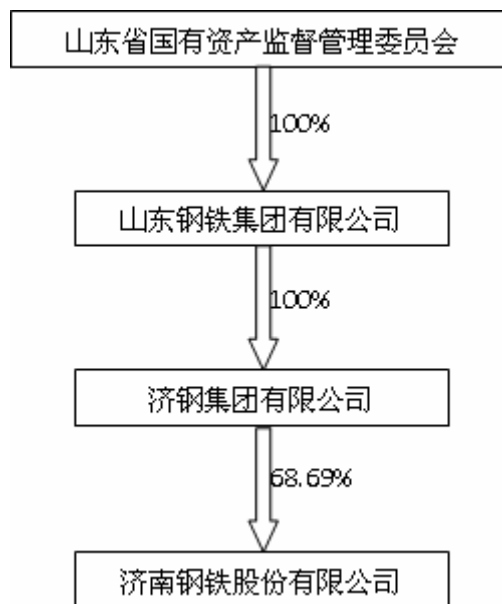 山东省国有资产监督管理委员会
100%
山东钢铁集团有限公司
100%
济钢集团有限公司
68.69%
济南钢铁股份有限公司